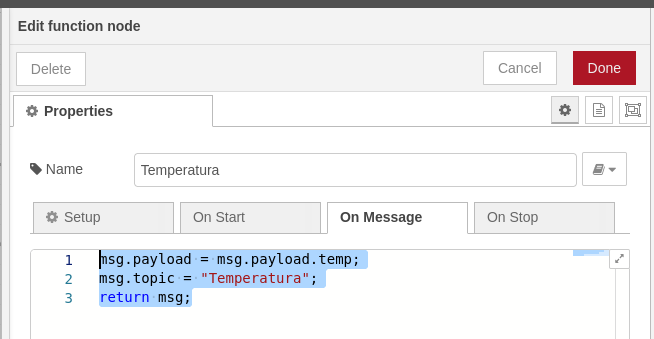 Edit function node
Delete
Cancel
Done
Properties
Name
Temperatura
Setup
On Start
On Message
On Stop
1 msg.payload = msg.payload.temp;
2 msg.topic = "Temperatura";
3 return msg;